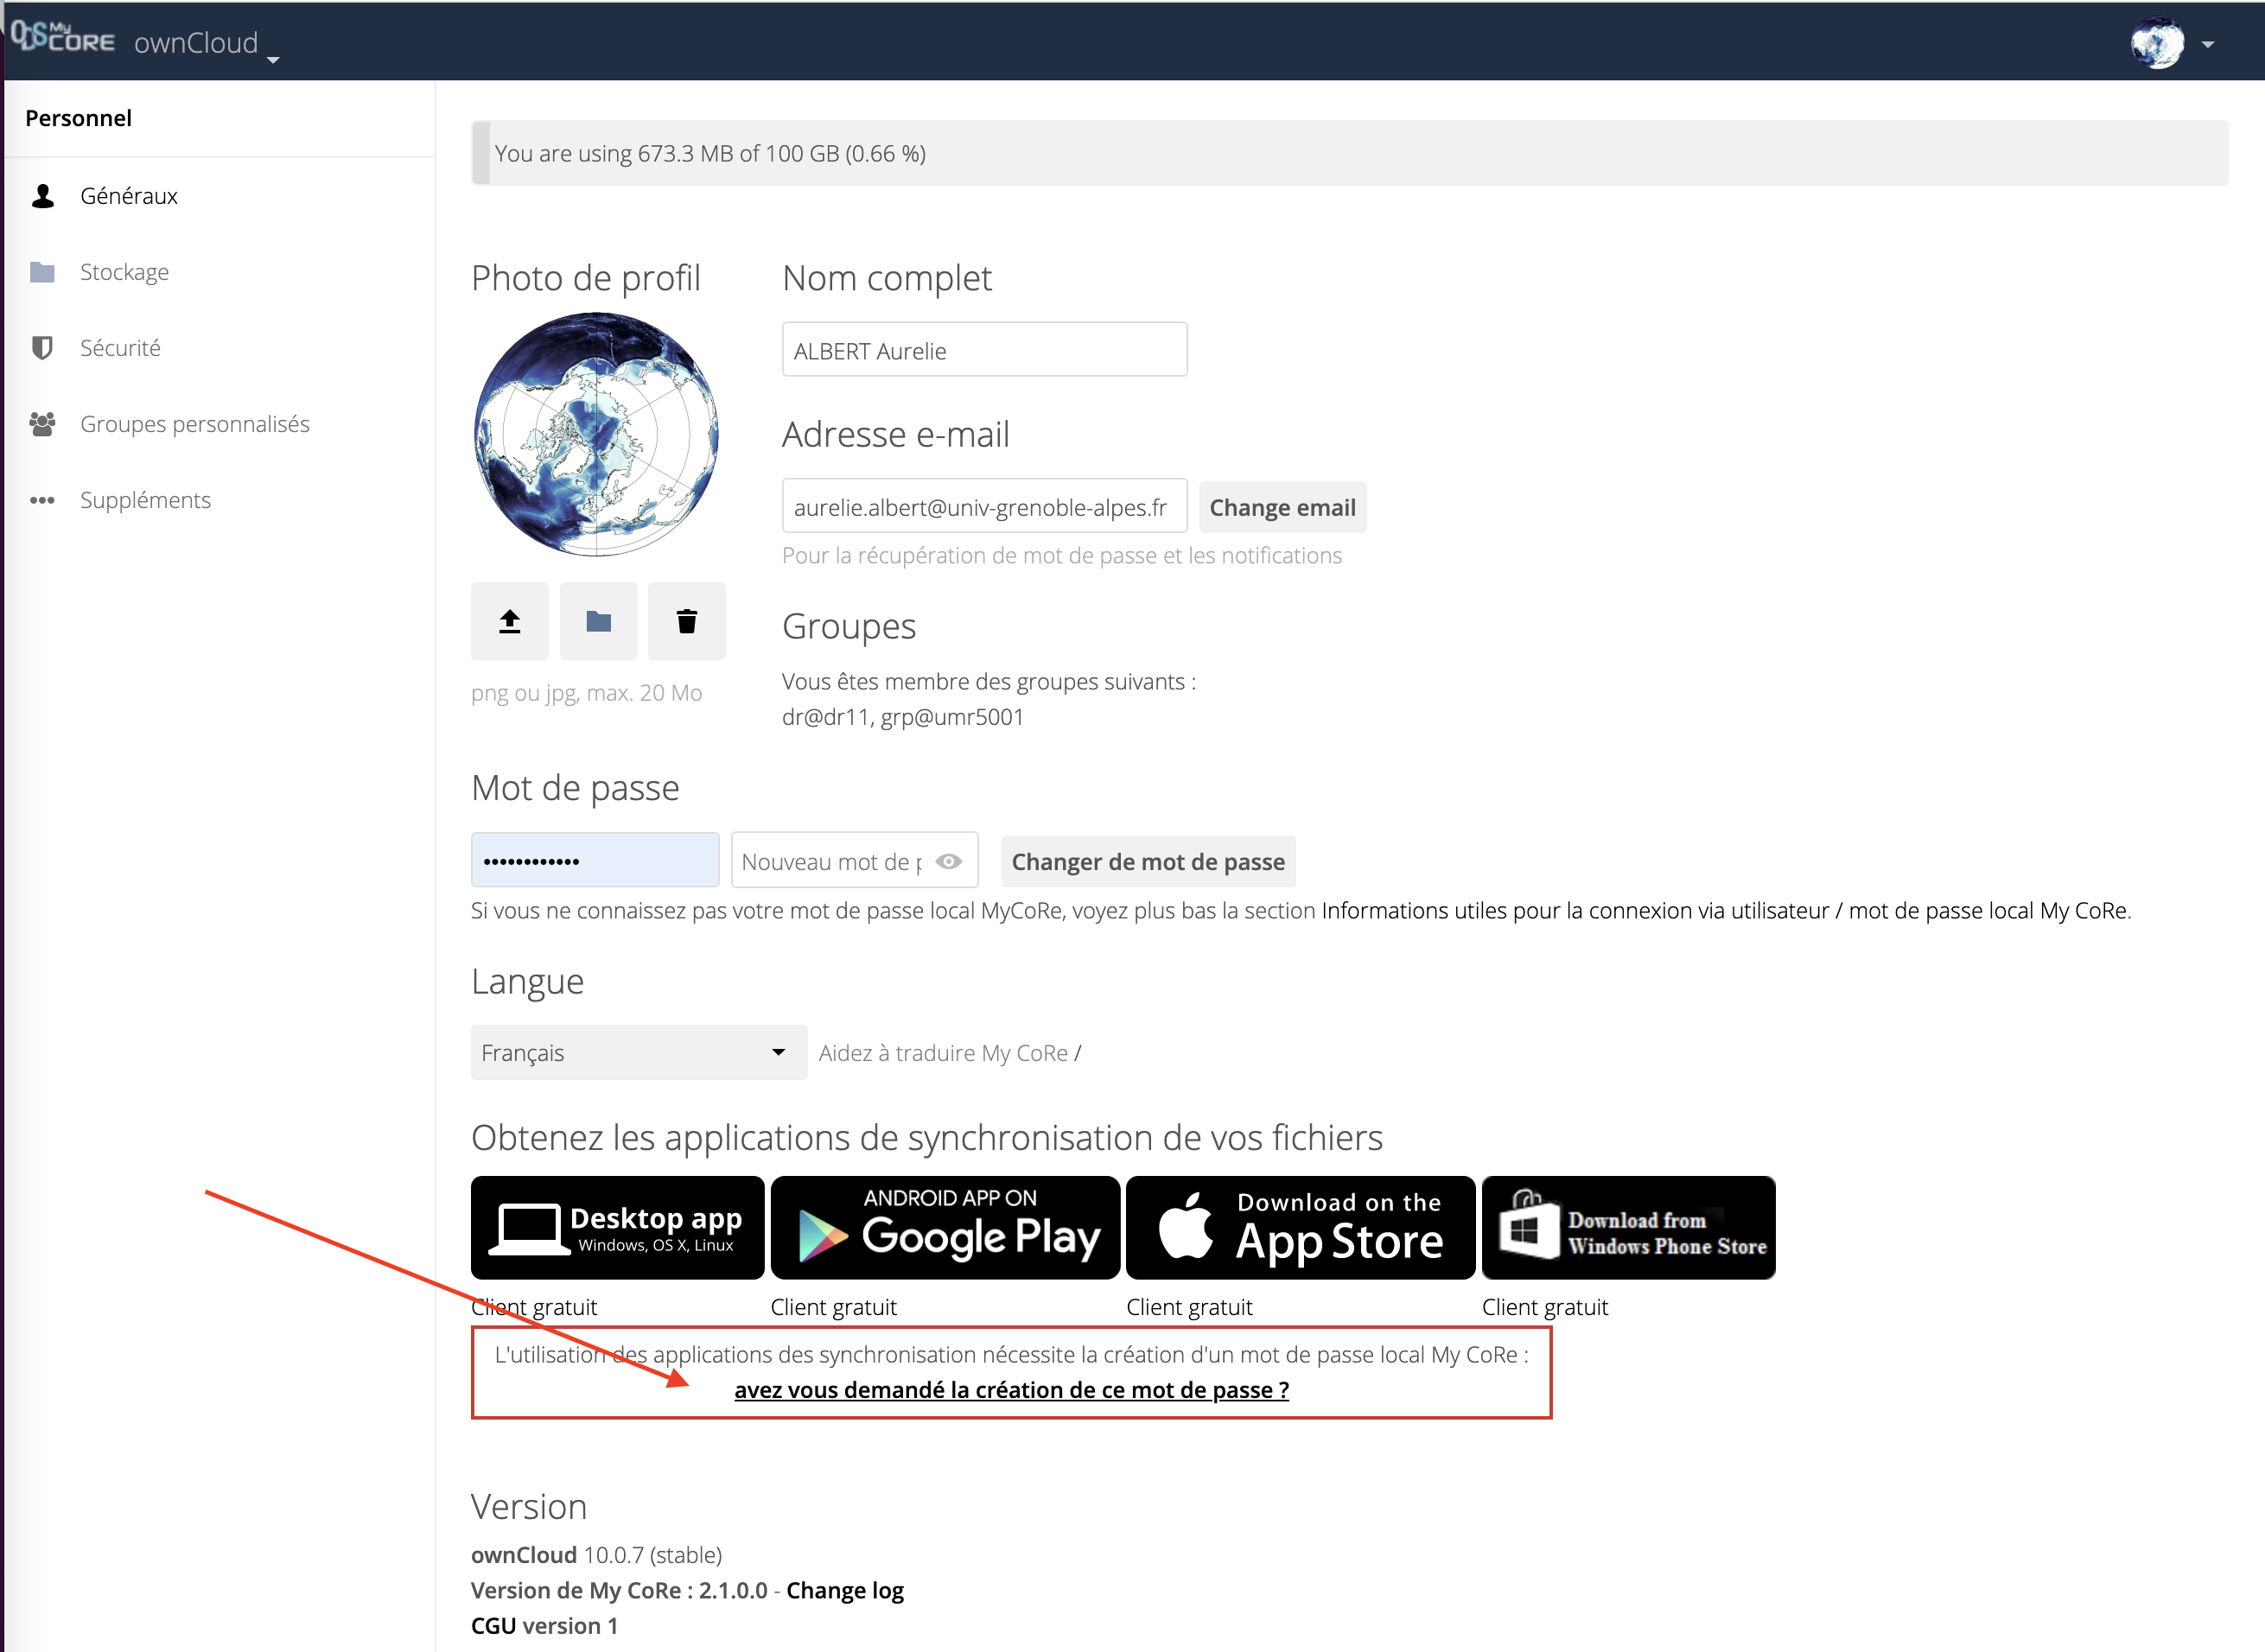 ODS My CORE ownCloud
Personnel
Généraux
Stockage
Sécurité
Groupes personnalisés
Suppléments
You are using 673.3 MB of 100 GB (0.66 %)
Photo de profil
png ou jpg, max. 20 Mo
Nom complet
ALBERT Aurelie
Adresse e-mail
aurelie.albert@univ-grenoble-alpes.fr Change email
Pour la récupération de mot de passe et les notifications
Groupes
Vous êtes membre des groupes suivants :
dr@dr11, grp@umr5001
Mot de passe
•••••••••••• Nouveau mot de p Changer de mot de passe
Si vous ne connaissez pas votre mot de passe local MyCoRe, voyez plus bas la section Informations utiles pour la connexion via utilisateur / mot de passe local My CoRe.
Langue
Français Aidez à traduire My CoRe /
Obtenez les applications de synchronisation de vos fichiers
Desktop app
Windows, OS X, Linux
ANDROID APP ON
Google Play
Download on the
App Store
Download from
Windows Phone Store
Client gratuit Client gratuit Client gratuit Client gratuit
L'utilisation des applications des synchronisation nécessite la création d'un mot de passe local My CoRe :
avez vous demandé la création de ce mot de passe ?
Version
ownCloud 10.0.7 (stable)
Version de My CoRe : 2.1.0.0 - Change log
CGU version 1